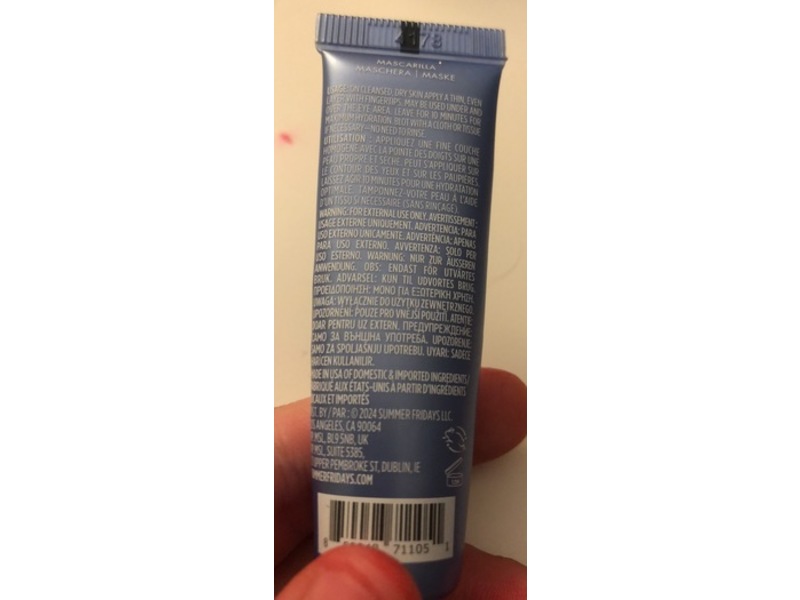 4178
MASCARILLA
MASCHERA | MASKE
USAGE: ON CLEANSED, DRY SKIN APPLY A THIN, EVEN
LAYER WITH FINGERTIPS. MAY BE USED UNDER AND
OVER THE EYE AREA. LEAVE FOR 10 MINUTES FOR
MAXIMUM HYDRATION. BLOT WITH A CLOTH OR TISSUE
IF NECESSARY – NO NEED TO RINSE.
UTILISATION : APPLIQUEZ UNE FINE COUCHE
HOMOGÈNE AVEC LA POINTE DES DOIGTS SUR UNE
PEAU PROPRE ET SÈCHE. PEUT S'APPLIQUER SUR
LE CONTOUR DES YEUX ET SUR LES PAUPIÈRES.
LAISSEZ AGIR 10 MINUTES POUR UNE HYDRATATION
OPTIMALE. TAMPONNEZ VOTRE PEAU À L'AIDE
D'UN TISSU SI NÉCESSAIRE (SANS RINÇAGE).
WARNING: FOR EXTERNAL USE ONLY. AVERTISSEMENT :
USAGE EXTERNE UNIQUEMENT. ADVERTENCIA: PARA
USO EXTERNO ÚNICAMENTE. ADVERTÊNCIA: APENAS
PARA USO EXTERNO. AVVERTENZA: SOLO PER
USO ESTERNO. WARNUNG: NUR ZUR ÄUSSEREN
ANWENDUNG. OBS: ENDAST FÖR UTVÄRTES
BRUK. ADVARSEL: KUN TIL UDVORTES BRUG.
ΠΡΟΕΙΔΟΠΟΙΗΣΗ: ΜΟΝΟ ΓΙΑ ΕΞΩΤΕΡΙΚΗ ΧΡΗΣΗ.
UWAGA: WYŁĄCZNIE DO UŻYTKU ZEWNĘTRZNEGO.
UPOZORNĚNÍ: POUZE PRO VNĚJŠÍ POUŽITÍ. ATENȚIE:
DOAR PENTRU UZ EXTERN. ПРЕДУПРЕЖДЕНИЕ:
САМО ЗА ВЪНШНА УПОТРЕБА. UPOZORENJE:
SAMO ZA SPOLJAŠNJU UPOTREBU. UYARI: SADECE
HARİCEN KULLANILIR.
MADE IN USA OF DOMESTIC & IMPORTED INGREDIENTS /
FABRIQUÉ AUX ÉTATS-UNIS À PARTIR D'INGRÉDIENTS
LOCAUX ET IMPORTÉS
DIST. BY / PAR : © 2024 SUMMER FRIDAYS LLC.
LOS ANGELES, CA 90064
MSL, BL9 5NB, UK
MSL, SUITE 5385,
UPPER PEMBROKE ST, DUBLIN, IE
SUMMERFRIDAYS.COM
71105 1